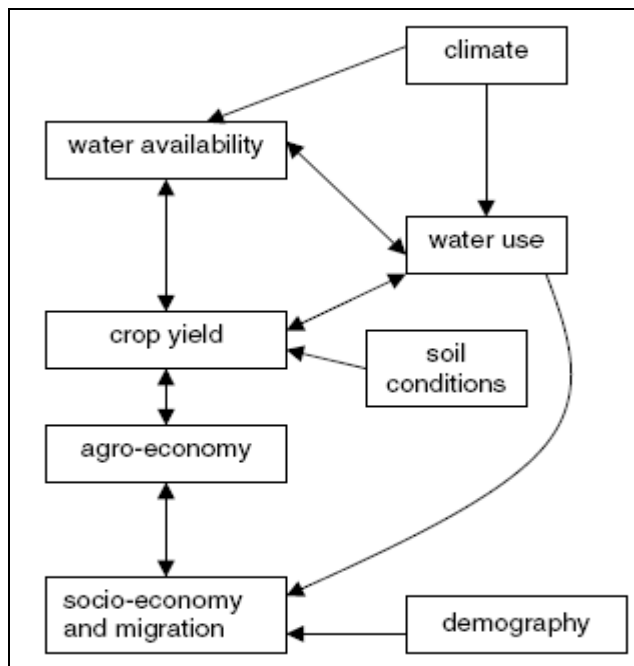 climate
water availability
water use
crop yield
soil
conditions
agro-economy
socio-economy
and migration
demography